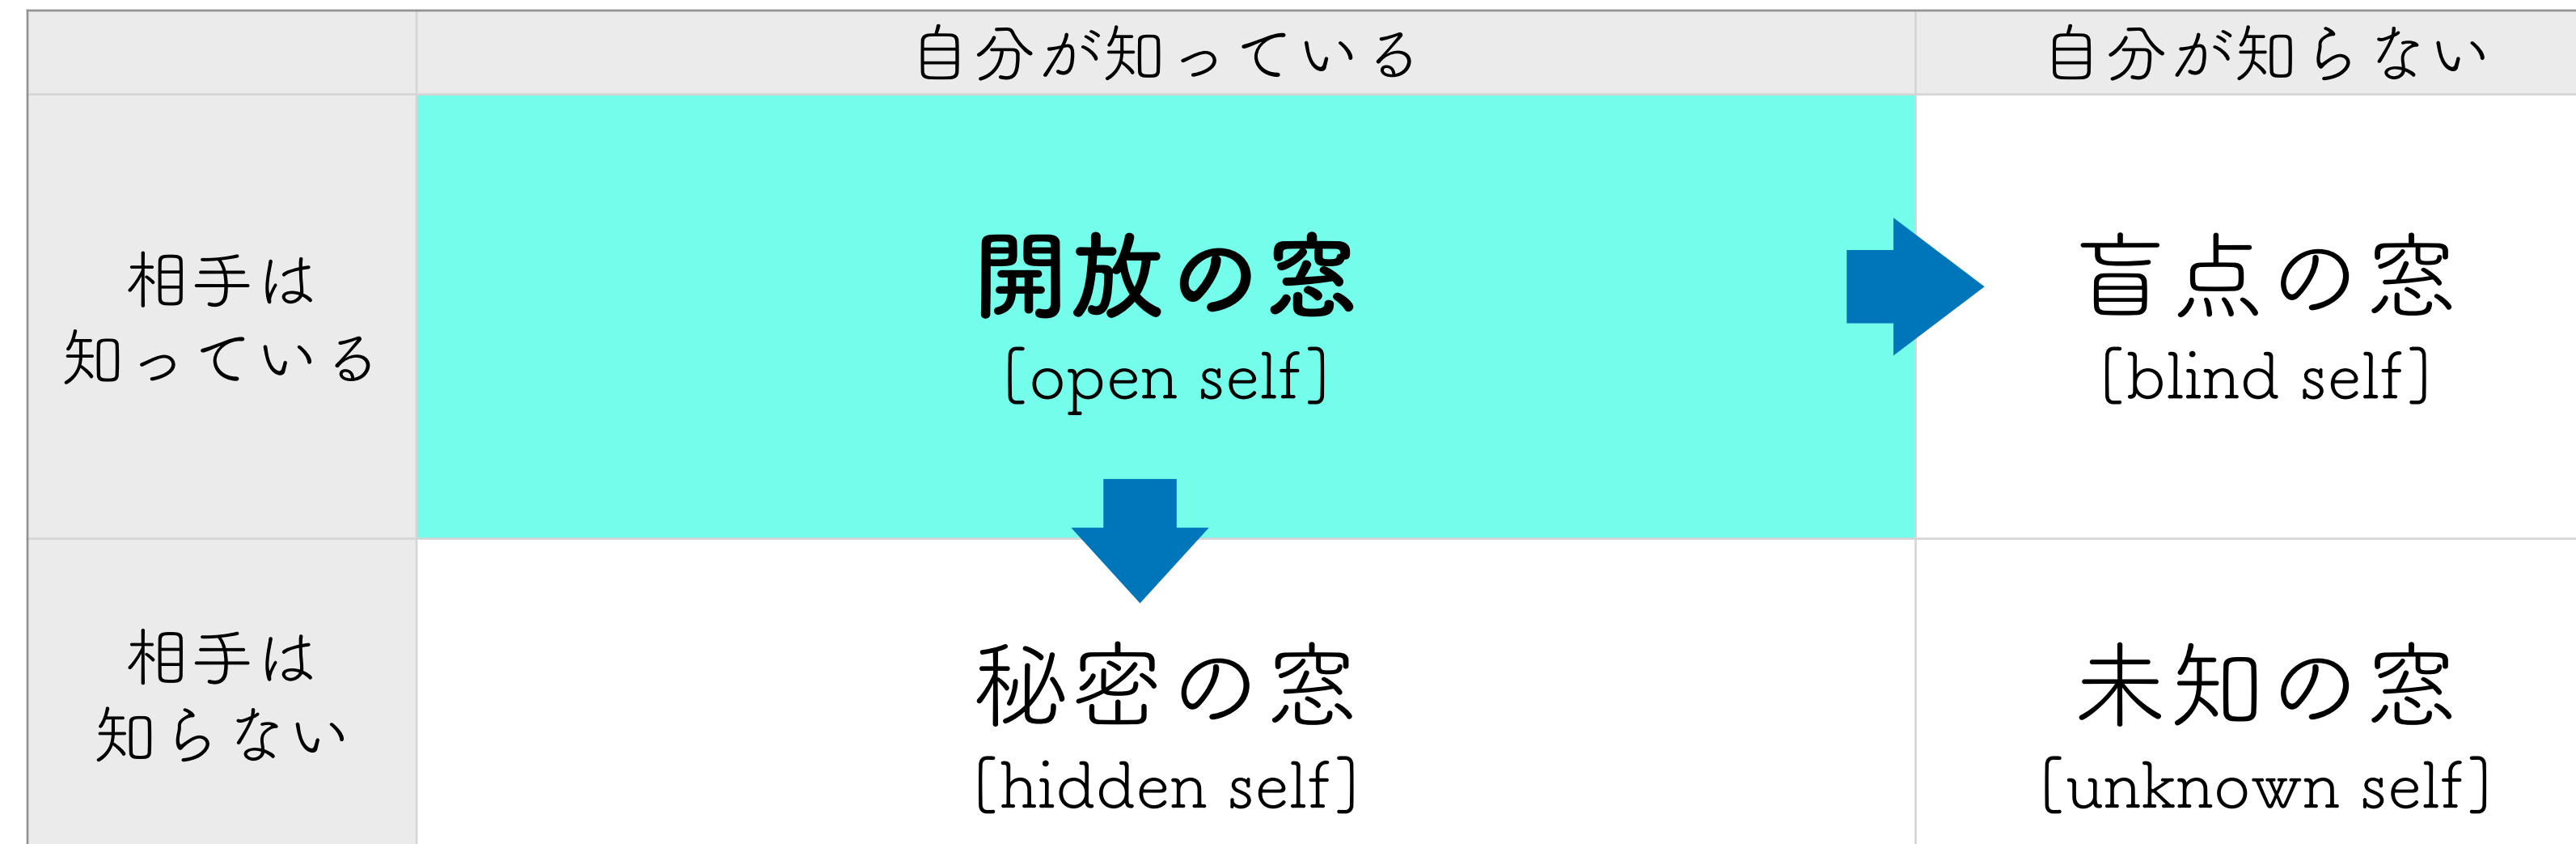 自分が知っている
自分が知らない
相手は
知っている
開放の窓
[open self]
盲点の窓
[blind self]
相手は
知らない
秘密の窓
[hidden self]
未知の窓
[unknown self]